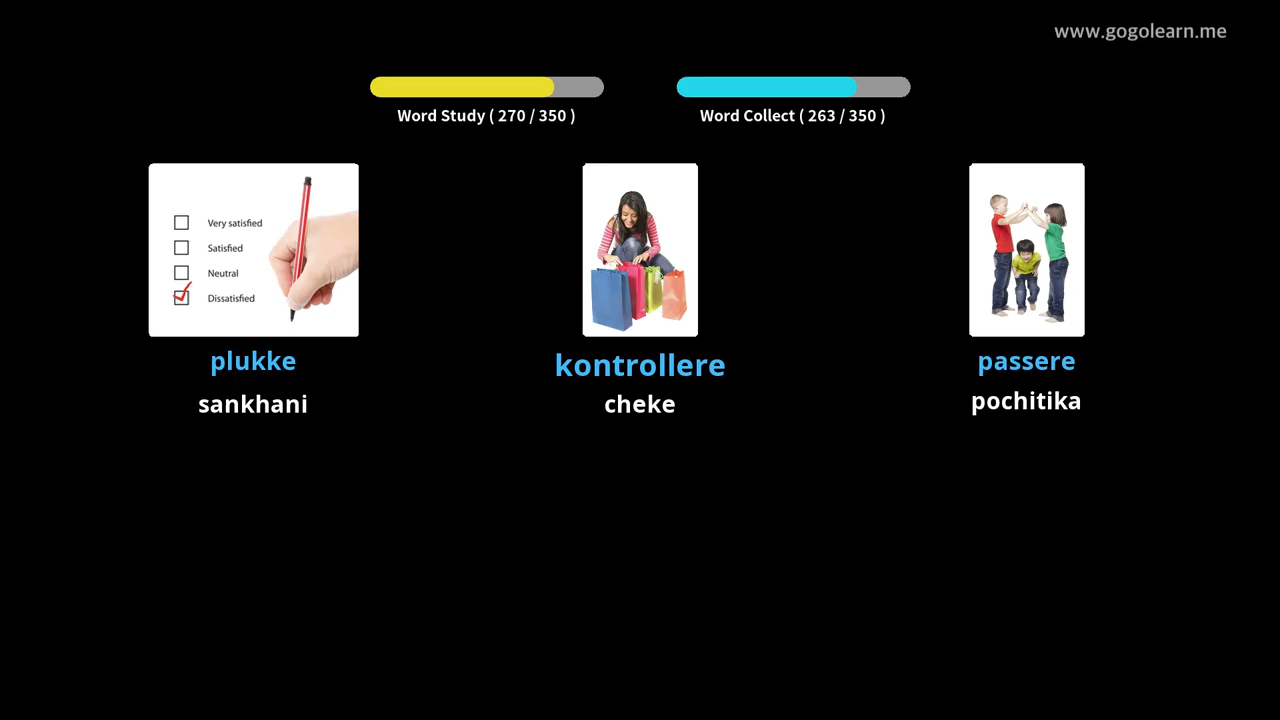 www.gogolearn.me
Word Study ( 270 / 350 )
Word Collect ( 263 / 350 )
Very satisfied
Satisfied
Neutral
Dissatisfied
plukke
kontrollere
passere
sankhani
cheke
pochitika